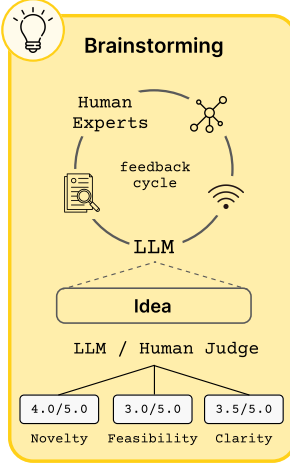 Brainstorming
Human
Experts
feedback
cycle
LLM
Idea
LLM / Human Judge
4.0/5.0 3.0/5.0 3.5/5.0
Novelty Feasibility Clarity